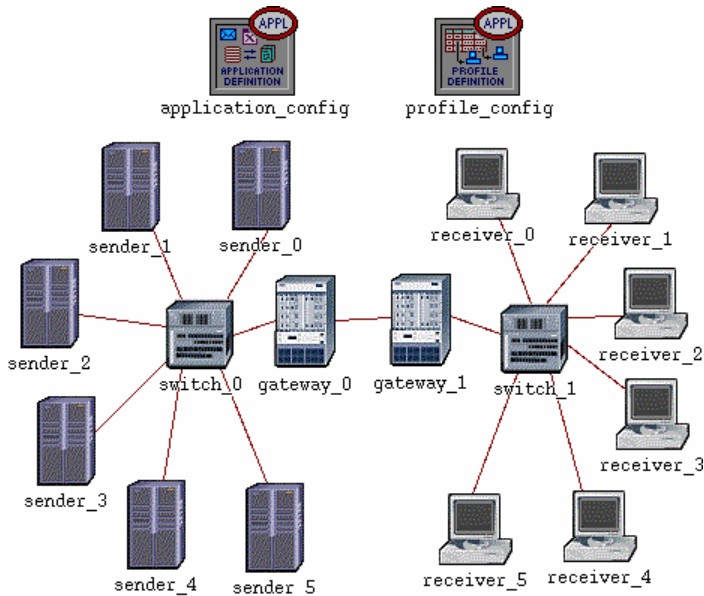 APPL
APPLICATION
DEFINITION
application_config
APPL
PROFILE
DEFINITION
profile_config
sender_1
sender_0
receiver_0
receiver_1
sender_2
switch_0
gateway_0
gateway_1
switch_1
receiver_2
sender_3
receiver_3
sender_4
sender_5
receiver_5
receiver_4